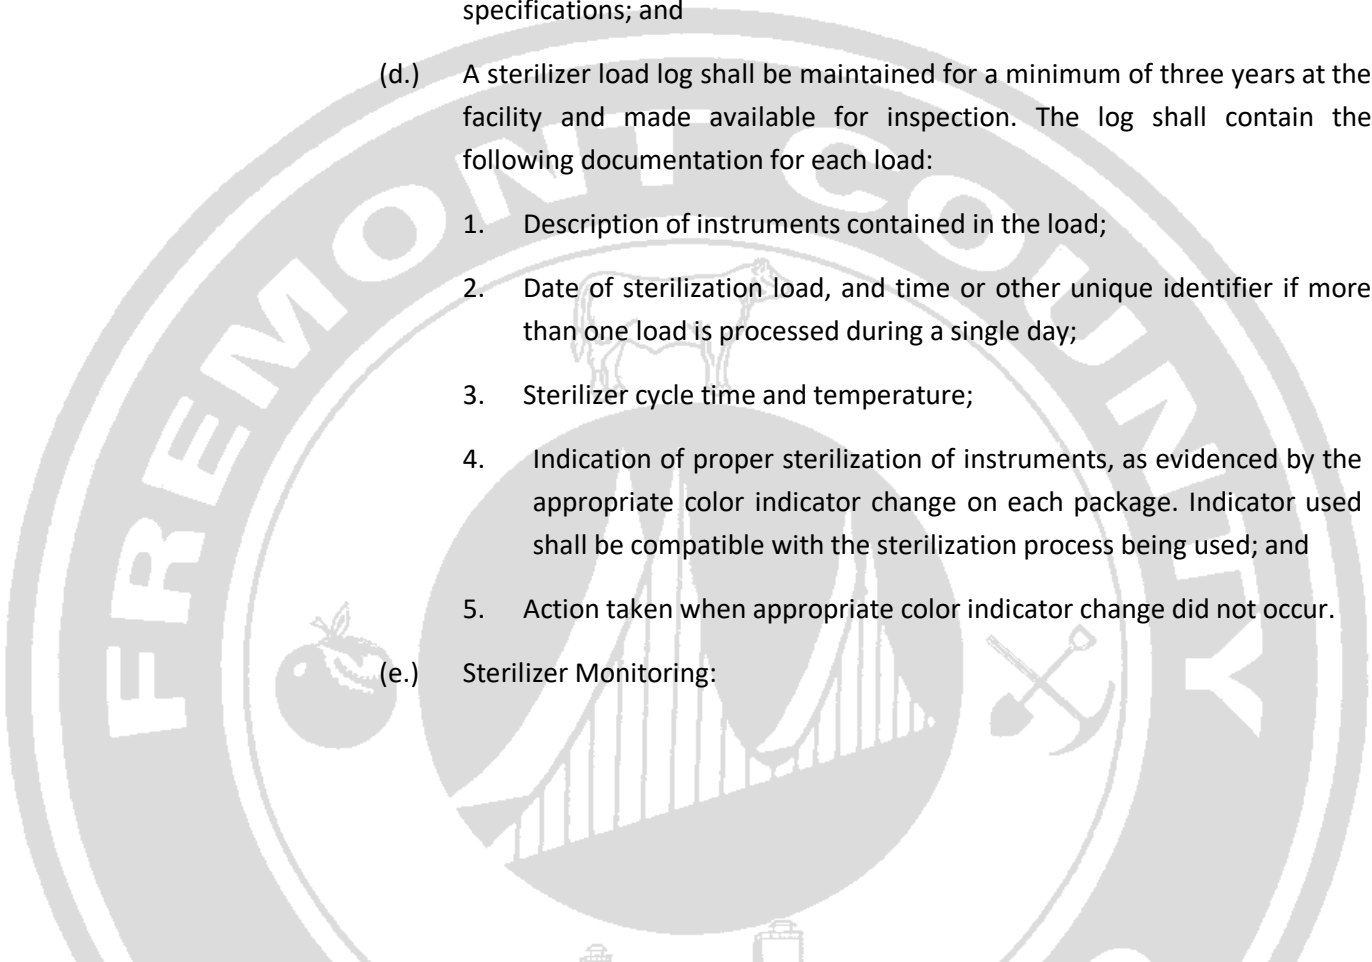 specifications; and
(d.) A sterilizer load log shall be maintained for a minimum of three years at the
facility and made available for inspection. The log shall contain the
following documentation for each load:
1. Description of instruments contained in the load;
2. Date of sterilization load, and time or other unique identifier if more
than one load is processed during a single day;
3. Sterilizer cycle time and temperature;
4. Indication of proper sterilization of instruments, as evidenced by the
appropriate color indicator change on each package. Indicator used
shall be compatible with the sterilization process being used; and
5. Action taken when appropriate color indicator change did not occur.
(e.) Sterilizer Monitoring:
FREMONT COUNTY